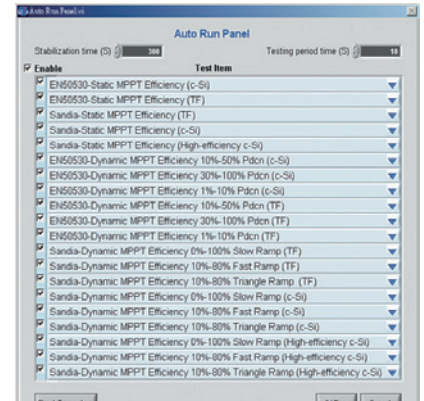 Auto Run Panel.vi
Auto Run Panel
Stabilization time (S) 300 Testing period time (S) 10
Enable Test Item
EN50530-Static MPPT Efficiency (c-Si)
EN50530-Static MPPT Efficiency (TF)
Sandia-Static MPPT Efficiency (TF)
Sandia-Static MPPT Efficiency (c-Si)
Sandia-Static MPPT Efficiency (High-efficiency c-Si)
EN50530-Dynamic MPPT Efficiency 10%-50% Pdcn (c-Si)
EN50530-Dynamic MPPT Efficiency 30%-100% Pdcn (c-Si)
EN50530-Dynamic MPPT Efficiency 1%-10% Pdcn (c-Si)
EN50530-Dynamic MPPT Efficiency 10%-50% Pdcn (TF)
EN50530-Dynamic MPPT Efficiency 30%-100% Pdcn (TF)
EN50530-Dynamic MPPT Efficiency 1%-10% Pdcn (TF)
Sandia-Dynamic MPPT Efficiency 0%-100% Slow Ramp (TF)
Sandia-Dynamic MPPT Efficiency 10%-80% Fast Ramp (TF)
Sandia-Dynamic MPPT Efficiency 10%-80% Triangle Ramp (TF)
Sandia-Dynamic MPPT Efficiency 0%-100% Slow Ramp (c-Si)
Sandia-Dynamic MPPT Efficiency 10%-80% Fast Ramp (c-Si)
Sandia-Dynamic MPPT Efficiency 10%-80% Triangle Ramp (c-Si)
Sandia-Dynamic MPPT Efficiency 0%-100% Slow Ramp (High-efficiency c-Si)
Sandia-Dynamic MPPT Efficiency 10%-80% Fast Ramp (High-efficiency c-Si)
Sandia-Dynamic MPPT Efficiency 10%-80% Triangle Ramp (High-efficiency c-Si)